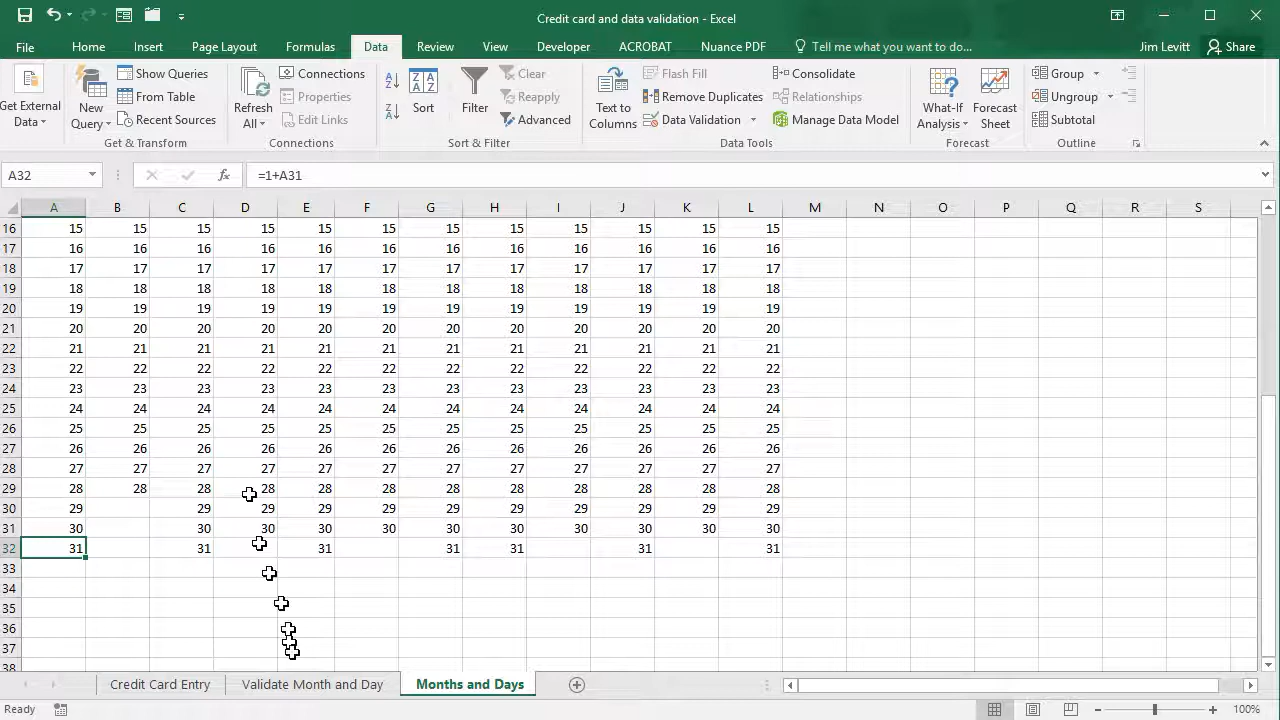 Credit card and data validation - Excel
File Home Insert Page Layout Formulas Data Review View Developer ACROBAT Nuance PDF Tell me what you want to do... Jim Levitt Share
Get External Data
New Query
Show Queries
From Table
Recent Sources
Get & Transform
Refresh All
Connections
Properties
Edit Links
Connections
A Z
Z A
Z A
A Z
Sort
Filter
Clear
Reapply
Advanced
Sort & Filter
Text to Columns
Flash Fill
Remove Duplicates
Data Validation
Consolidate
Relationships
Manage Data Model
Data Tools
What-If Analysis
Forecast Sheet
Forecast
Group
Ungroup
Subtotal
Outline
A32 fx =1+A31
A B C D E F G H I J K L M N O P Q R S
16 15 15 15 15 15 15 15 15 15 15 15 15
17 16 16 16 16 16 16 16 16 16 16 16 16
18 17 17 17 17 17 17 17 17 17 17 17 17
19 18 18 18 18 18 18 18 18 18 18 18 18
20 19 19 19 19 19 19 19 19 19 19 19 19
21 20 20 20 20 20 20 20 20 20 20 20 20
22 21 21 21 21 21 21 21 21 21 21 21 21
23 22 22 22 22 22 22 22 22 22 22 22 22
24 23 23 23 23 23 23 23 23 23 23 23 23
25 24 24 24 24 24 24 24 24 24 24 24 24
26 25 25 25 25 25 25 25 25 25 25 25 25
27 26 26 26 26 26 26 26 26 26 26 26 26
28 27 27 27 27 27 27 27 27 27 27 27 27
29 28 28 28 28 28 28 28 28 28 28 28 28
30 29 29 29 29 29 29 29 29 29 29 29
31 30 30 30 30 30 30 30 30 30 30 30
32 31 31 31 31 31 31 31
33
34
35
36
37
38
Credit Card Entry Validate Month and Day Months and Days
Ready 100%